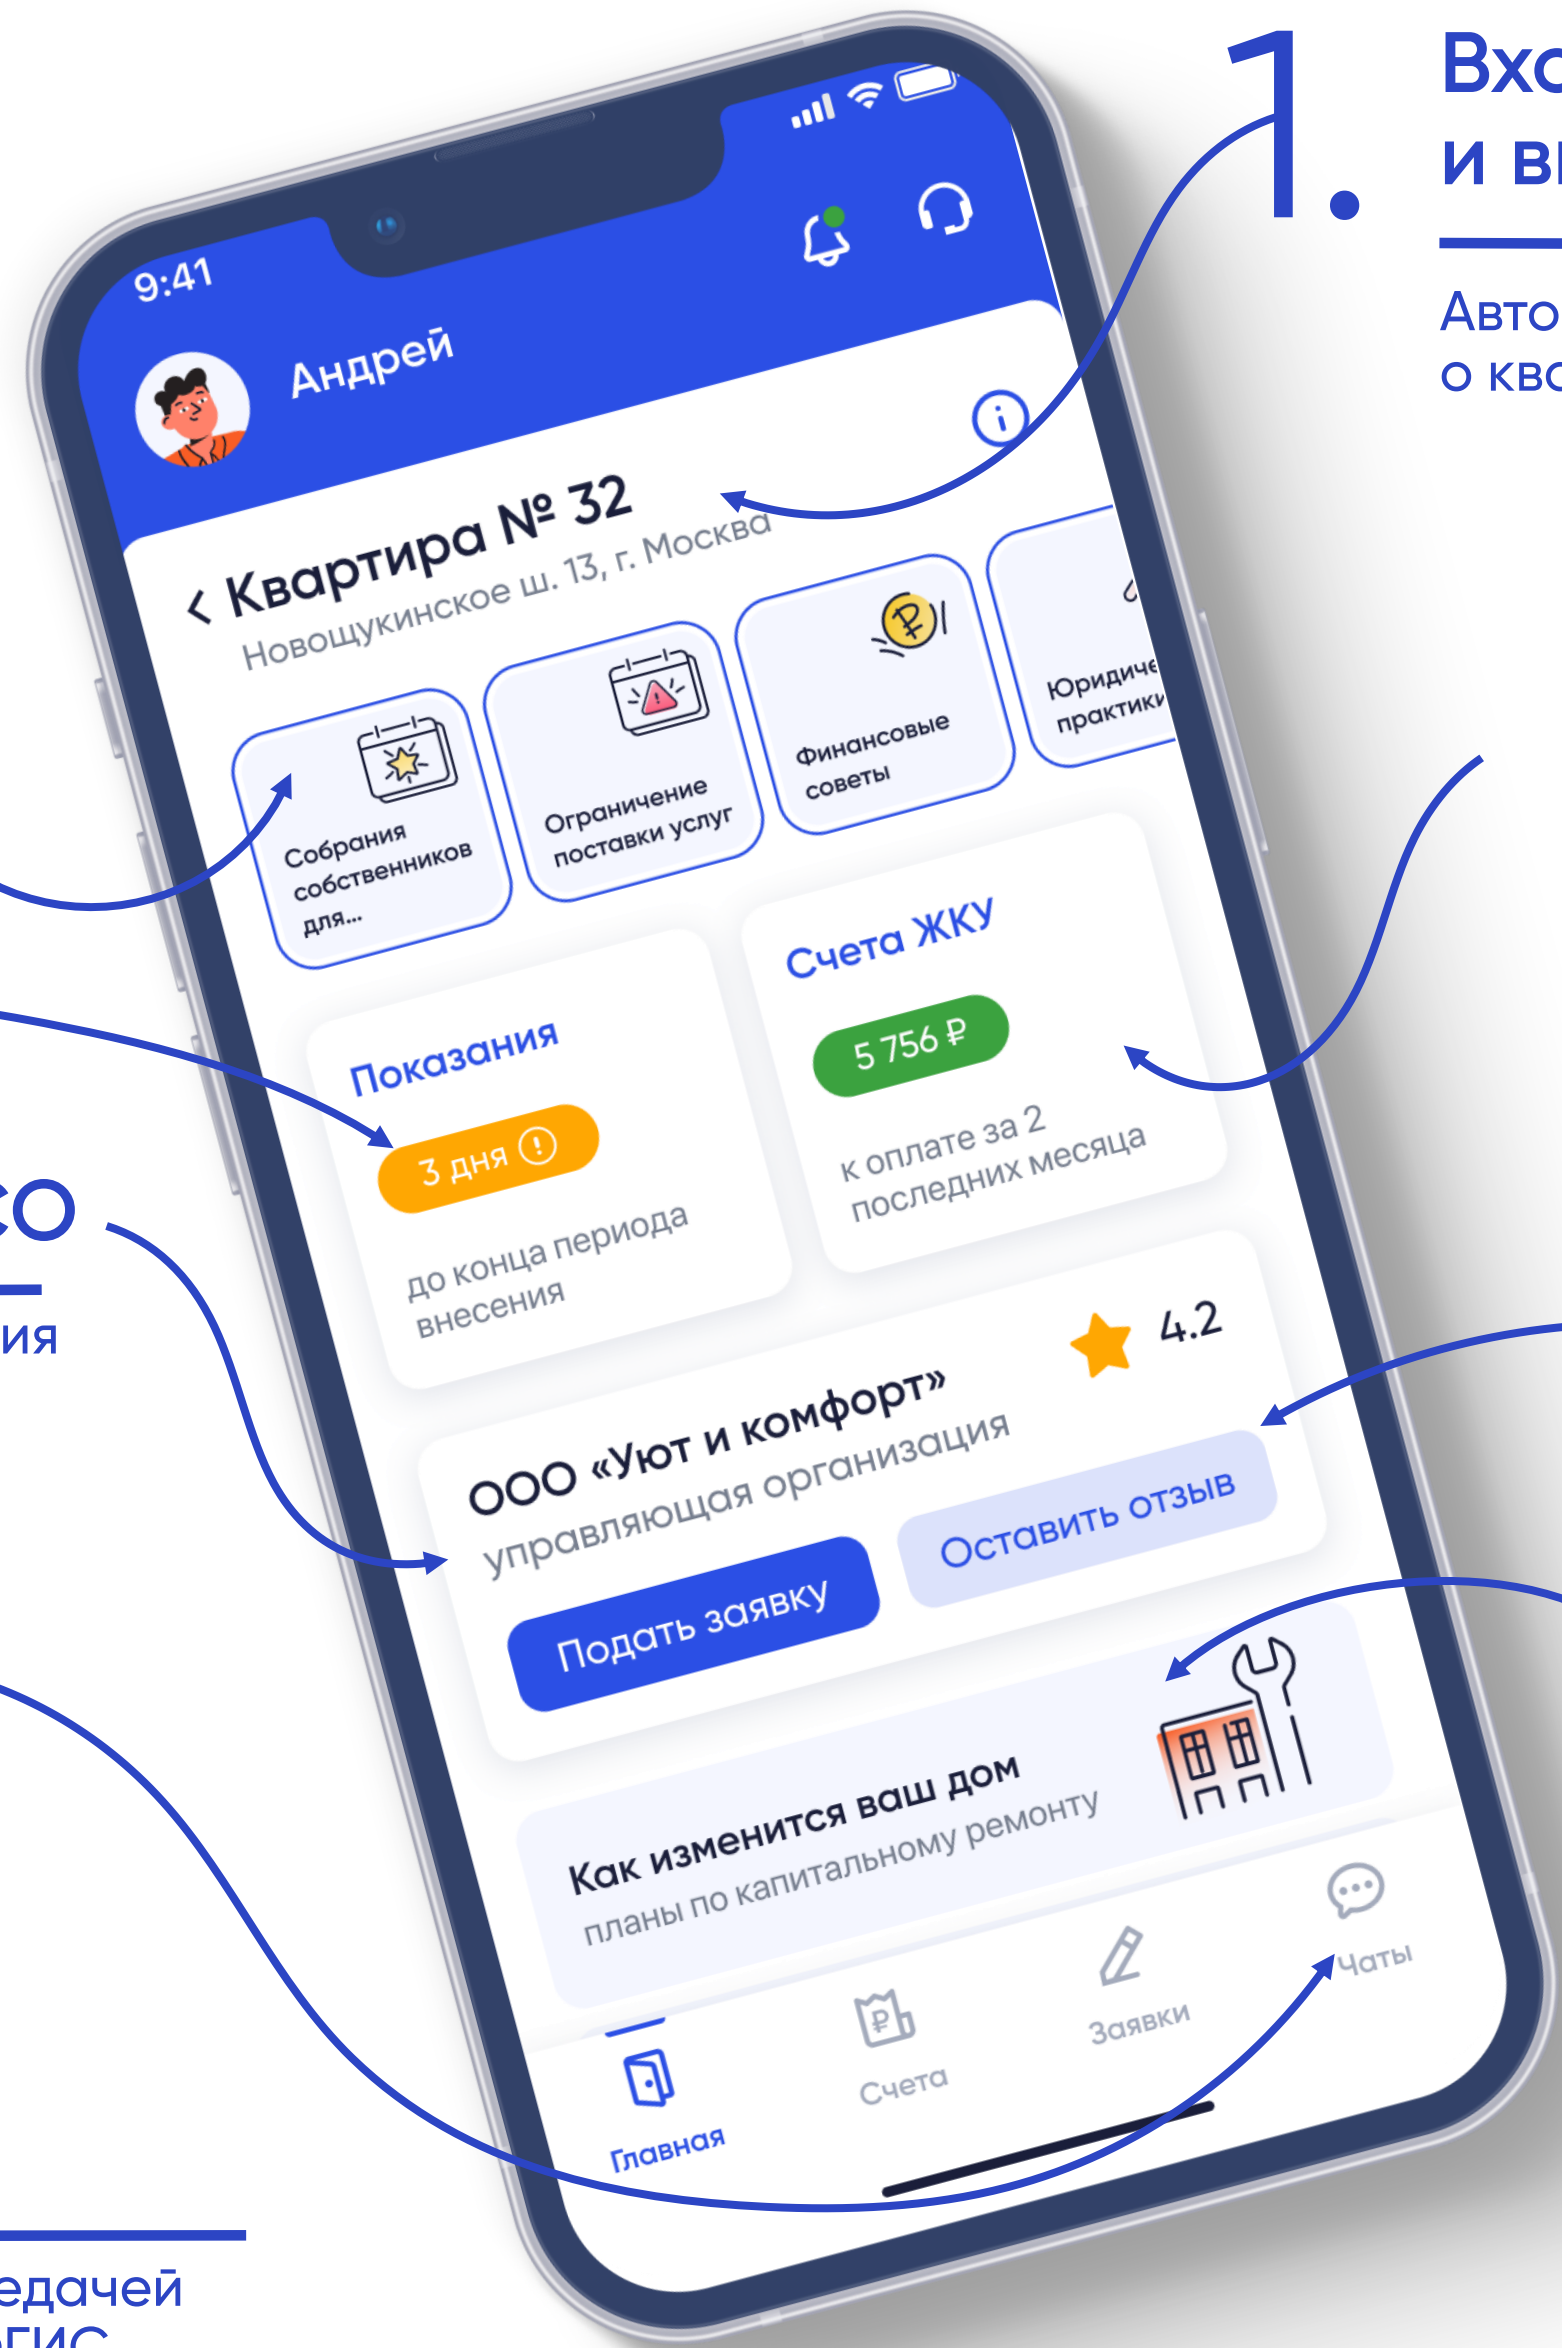 1.
9:41
Андрей
Квартира № 32
Новощукинское ш. 13, г. Москва
Собрания
собственников
для...
Ограничение
поставки услуг
Финансовые
советы
практики
Показания
3 дня
до конца периода
внесения
Счета ЖКУ
5 756 ₽
к оплате за 2
последних месяца
ООО «Уют и комфорт»
4.2
управляющая организация
Подать заявку
Оставить отзыв
Как изменится ваш дом
планы по капитальному ремонту
Главная
Счета
Заявки
Чаты